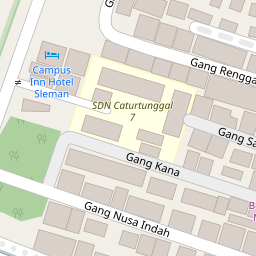 Gang Rengga
Campus
Inn Hotel
Sleman
SDN Caturtunggal
7
Gang Sa
Gang Kana
Gang Nusa Indah
B